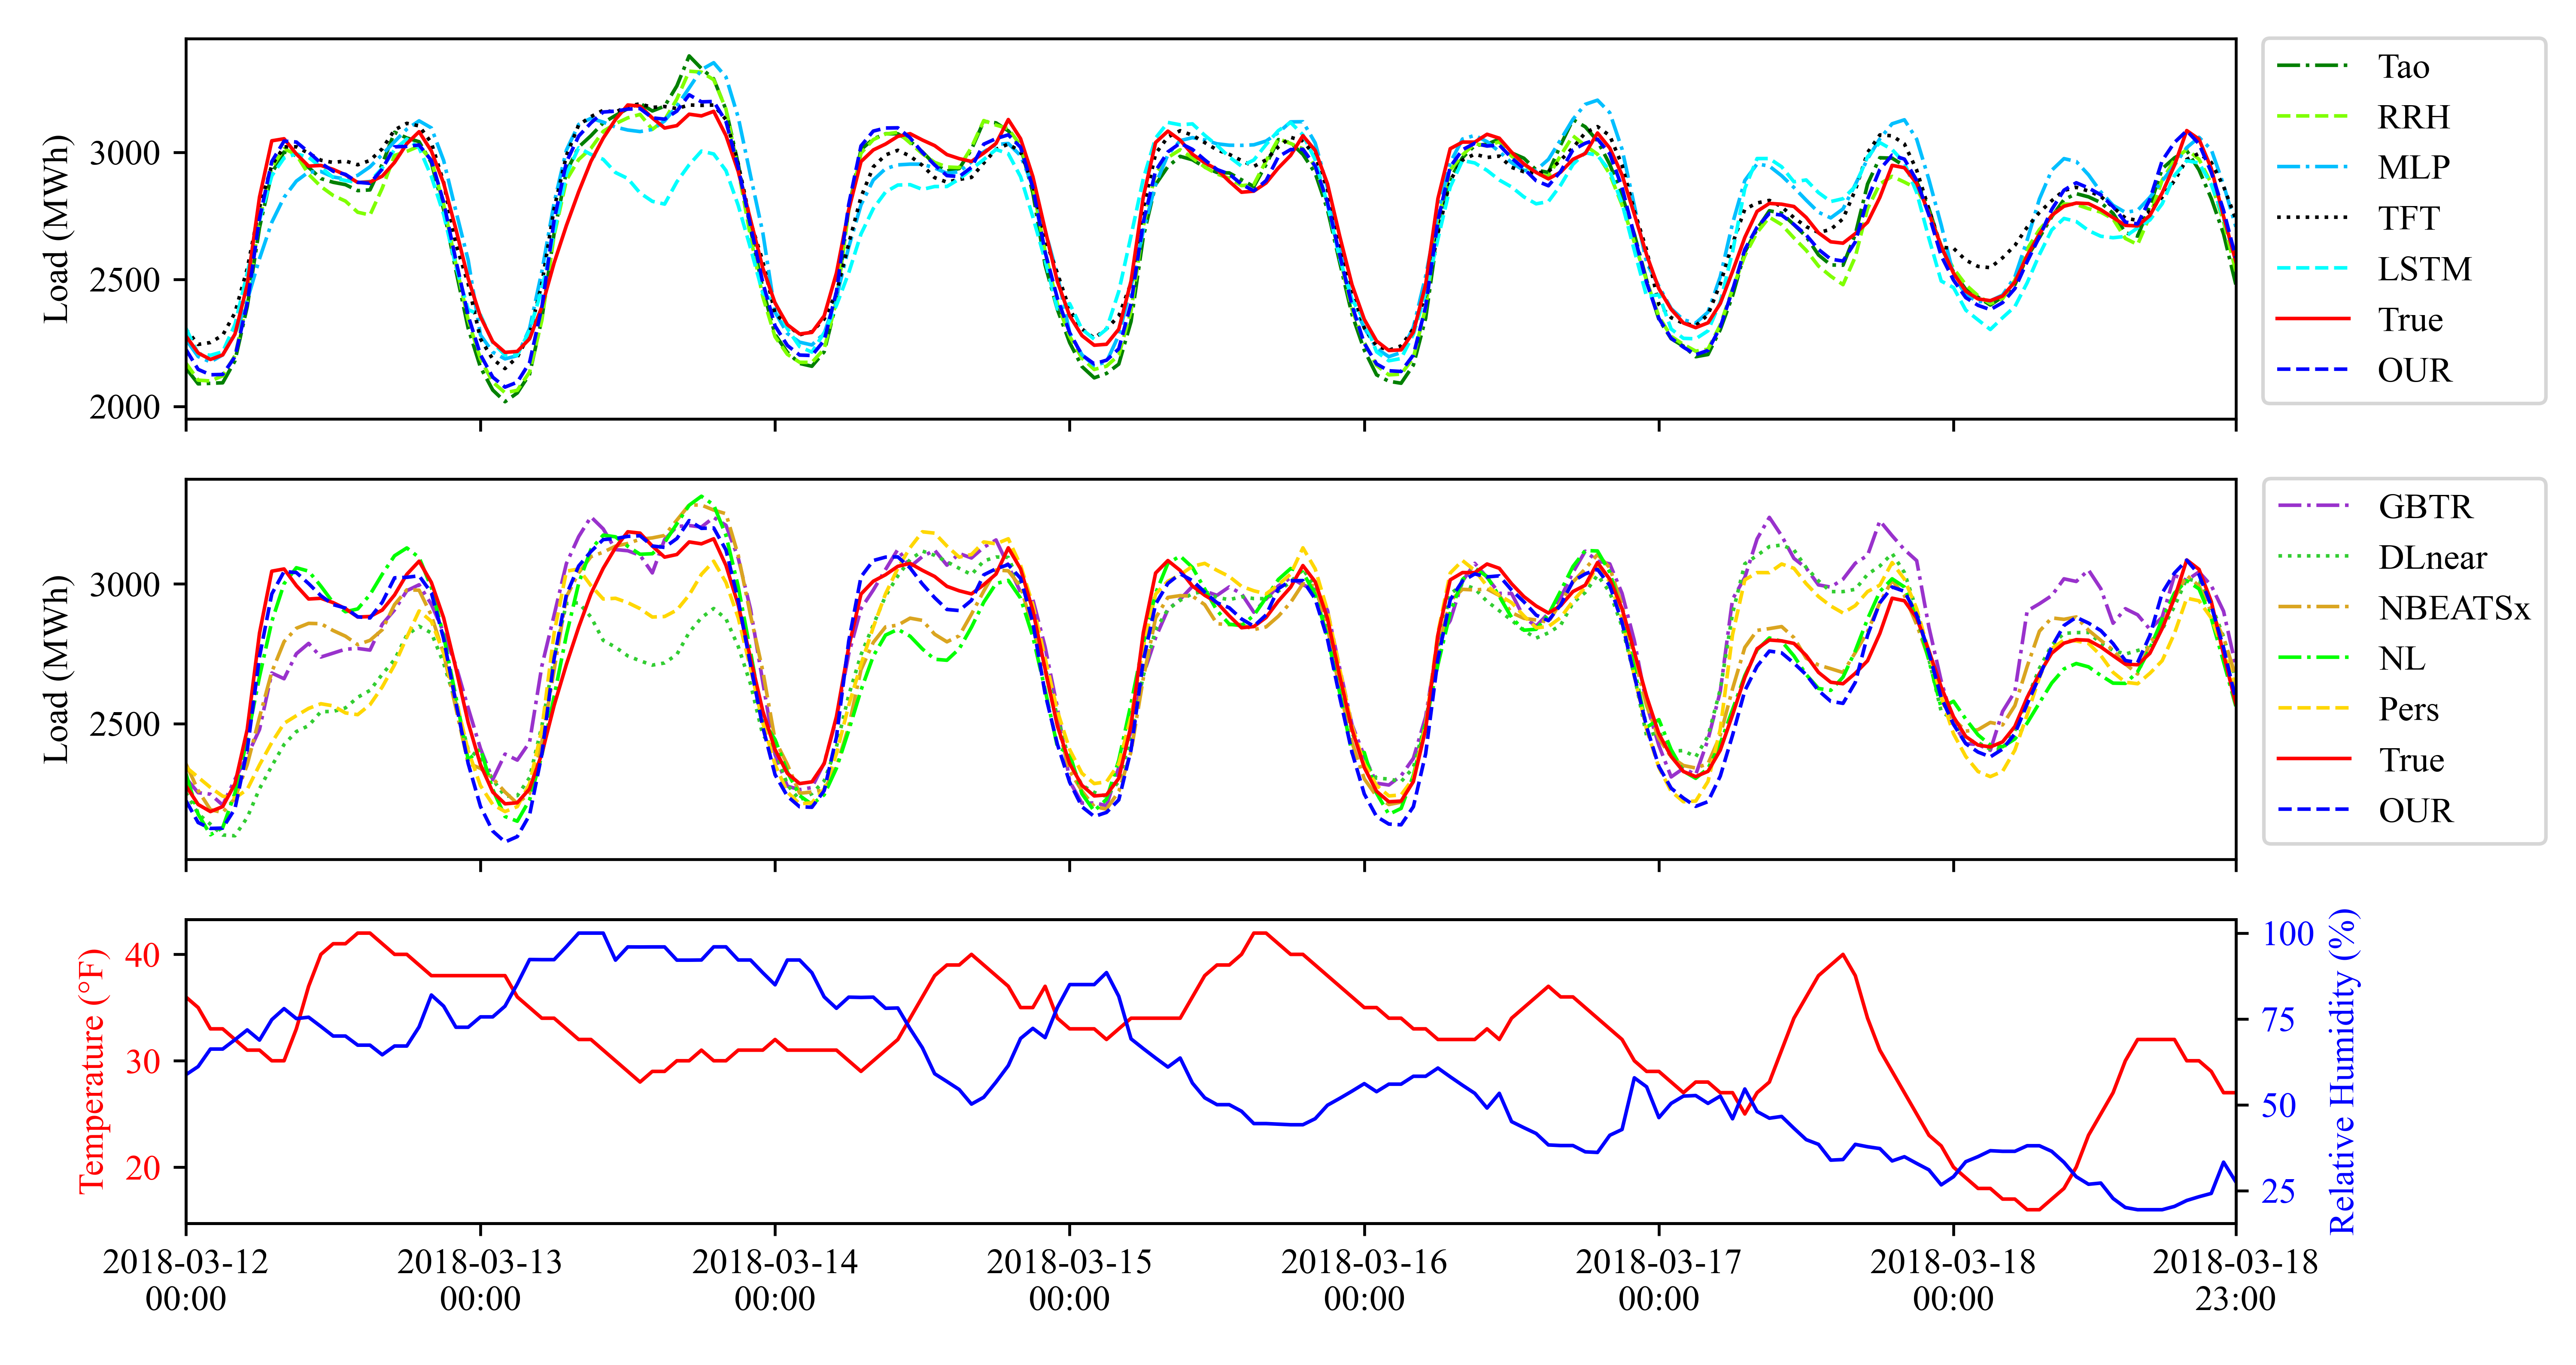 Load (MWh)
3000
2500
2000
Tao
RRH
MLP
TFT
LSTM
True
OUR
Load (MWh)
3000
2500
GBTR
DLnear
NBEATSx
NL
Pers
True
OUR
Temperature (°F)
40
30
20
100
75
50
25
Relative Humidity (%)
2018-03-12
00:00
2018-03-13
00:00
2018-03-14
00:00
2018-03-15
00:00
2018-03-16
00:00
2018-03-17
00:00
2018-03-18
00:00
2018-03-18
23:00